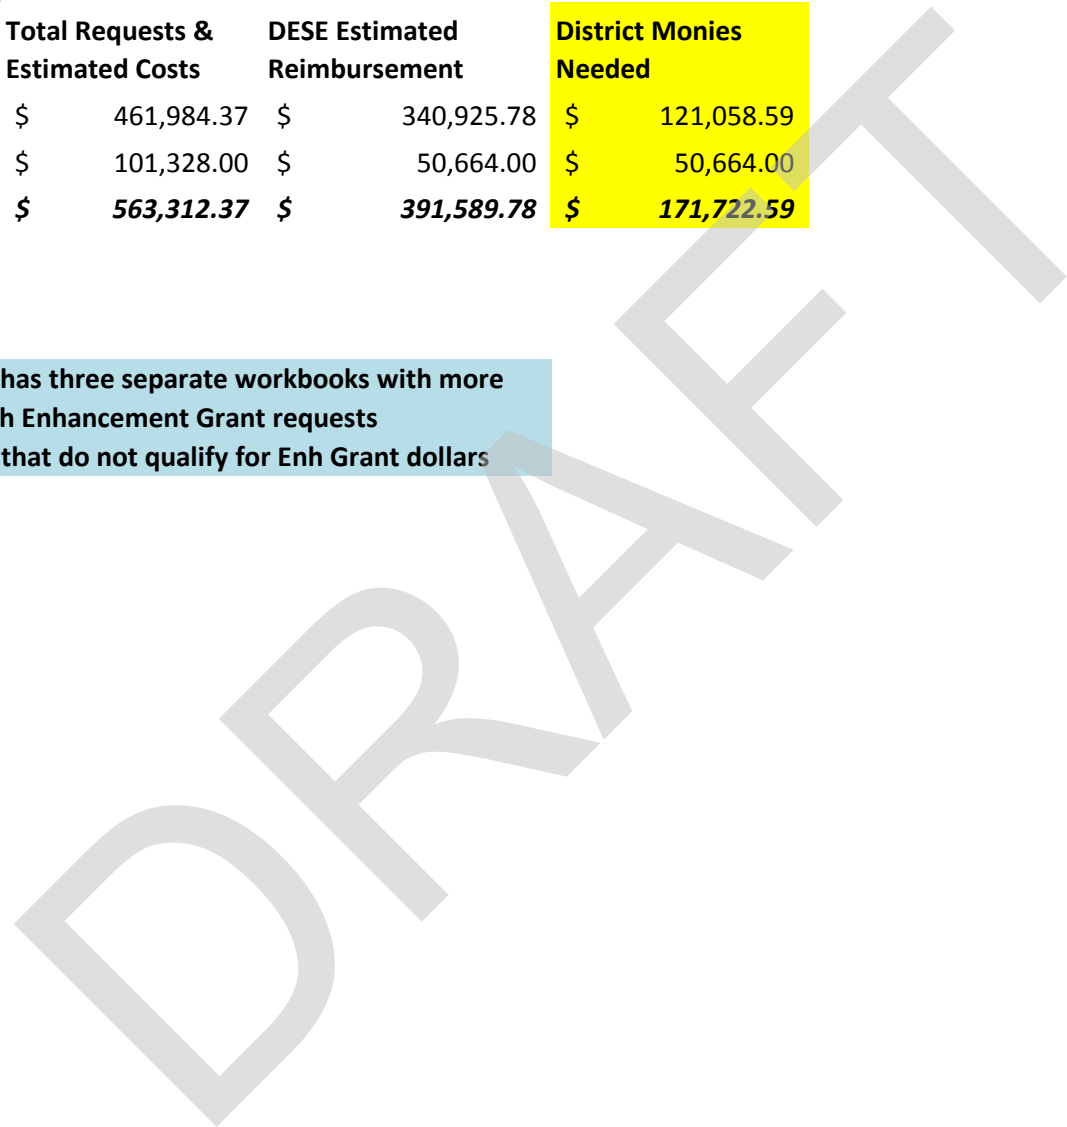 Total Requests & DESE Estimated District Monies
Estimated Costs Reimbursement Needed
$ 461,984.37 $ 340,925.78 $ 121,058.59
$ 101,328.00 $ 50,664.00 $ 50,664.00
$ 563,312.37 $ 391,589.78 $ 171,722.59
has three separate workbooks with more
h Enhancement Grant requests
that do not qualify for Enh Grant dollars
DRAFT